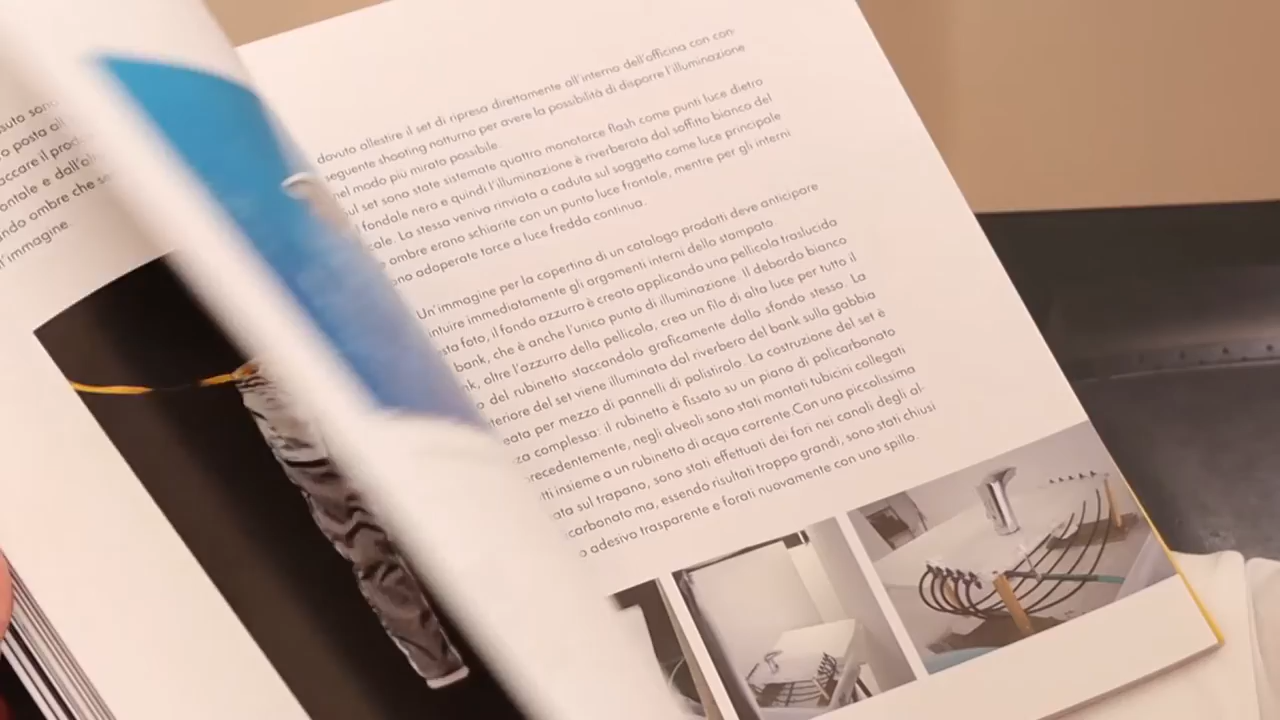 suto sono
posta all
accare il prod
ontale e dall'al
ndo ombre che s
l'immagine.
dovuto allestire il set di ripresa direttamente all'interno dell'officina con con-
seguente shooting notturno per avere la possibilità di disporre l'illuminazione
nel modo più mirato possibile.
ul set sono state sistemate quattro monotorce flash come punti luce dietro
l fondale nero e quindi l'illuminazione è riverberata dal soffitto bianco del
cale. La stessa veniva rinviata a caduta sul soggetto come luce principale
ombre erano schiarite con un punto luce frontale, mentre per gli interni
no adoperate torce a luce fredda continua.
Un'immagine per la copertina di un catalogo prodotti deve anticipare
intuire immediatamente gli argomenti interni dello stampato.
sta foto, il fondo azzurro è creato applicando una pellicola traslucida
bank, che è anche l'unico punto di illuminazione. Il debordo bianco
nk, oltre l'azzurro della pellicola, crea un filo di alta luce per tutto il
del rubinetto staccandolo graficamente dallo sfondo stesso. La
teriore del set viene illuminata dal riverbero del bank sulla gabbia
eata per mezzo di pannelli di polistirolo. La costruzione del set è
za complessa: il rubinetto è fissato su un piano di policarbonato
recedentemente, negli alveoli sono stati montati tubicini collegati
tti insieme a un rubinetto di acqua corrente. Con una piccolissima
ata sul trapano, sono stati effettuati dei fori nei canali degli al-
carbonato ma, essendo risultati troppo grandi, sono stati chiusi
o adesivo trasparente e forati nuovamente con uno spillo.